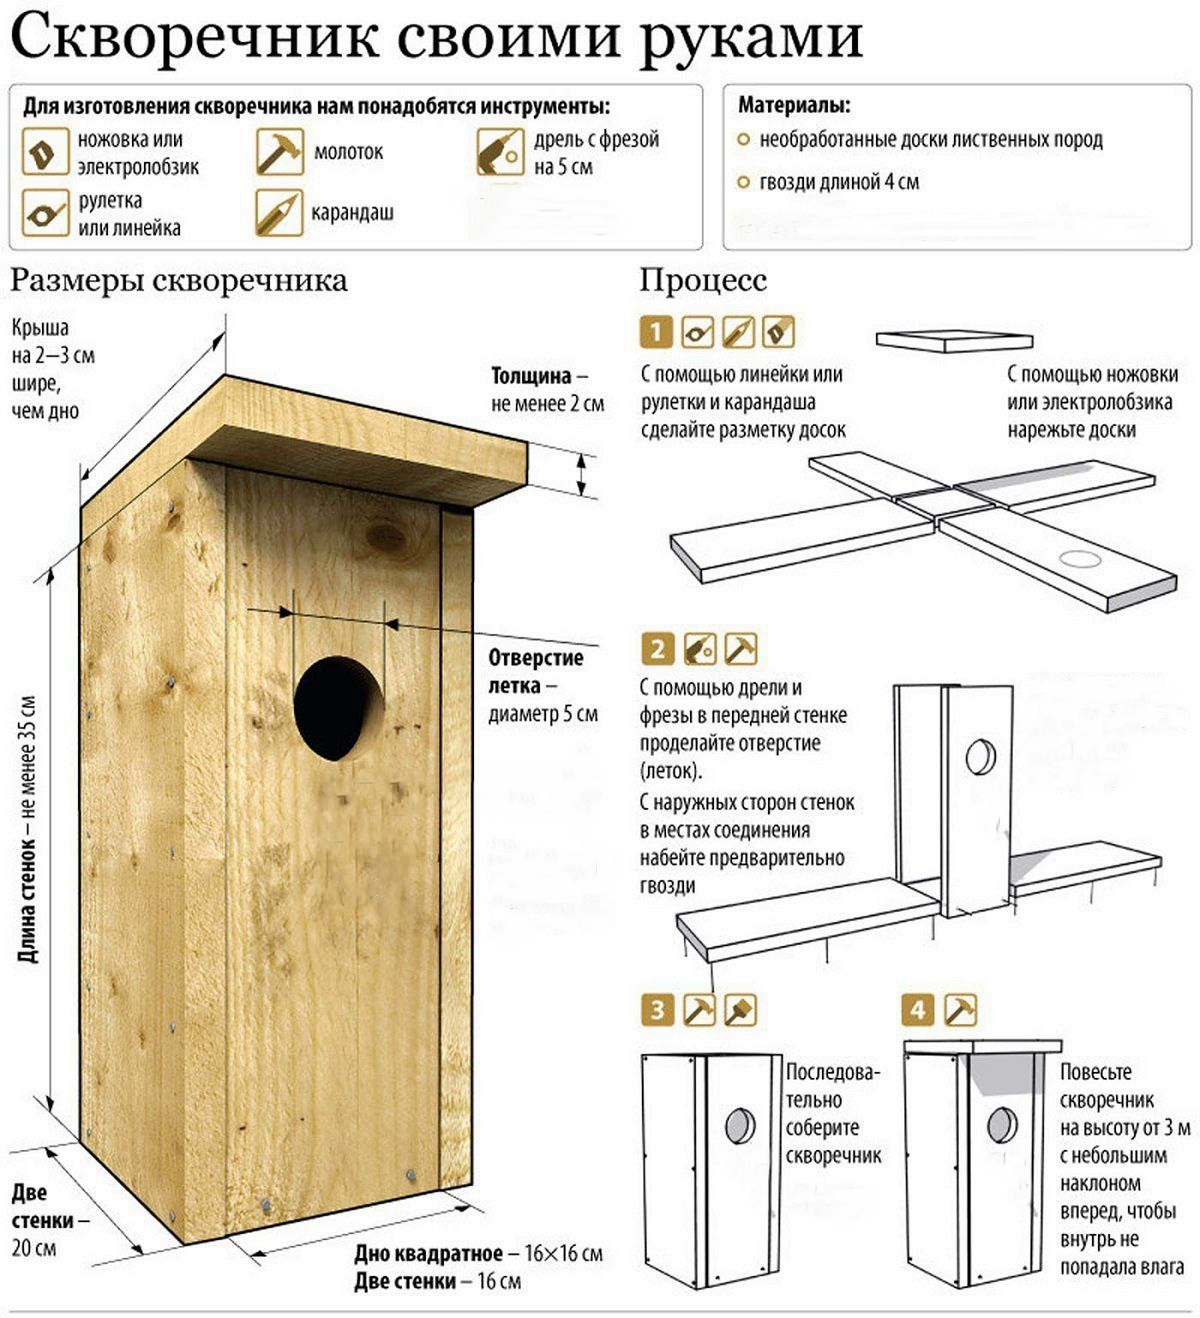 Скворечник своими руками
Для изготовления скворечника нам понадобятся инструменты:
ножовка или
электролобзик
молоток
дрель с фрезой
на 5 см
рулетка
или линейка
карандаш
Материалы:
необработанные доски лиственных пород
гвозди длиной 4 см
Размеры скворечника
Крыша
на 2–3 см
шире,
чем дно
Толщина –
не менее 2 см
Отверстие
летка –
диаметр 5 см
Длина стенок – не менее 35 см
Две
стенки –
20 см
Дно квадратное – 16×16 см
Две стенки – 16 см
Процесс
1
С помощью линейки или
рулетки и карандаша
сделайте разметку досок
С помощью ножовки
или электролобзика
нарежьте доски
2
С помощью дрели и
фрезы в передней стенке
проделайте отверстие
(леток).
С наружных сторон стенок
в местах соединения
набейте предварительно
гвозди
3
Последова-
тельно
соберите
скворечник
4
Повесьте
скворечник
на высоту от 3 м
с небольшим
наклоном
вперед, чтобы
внутрь не
попадала влага